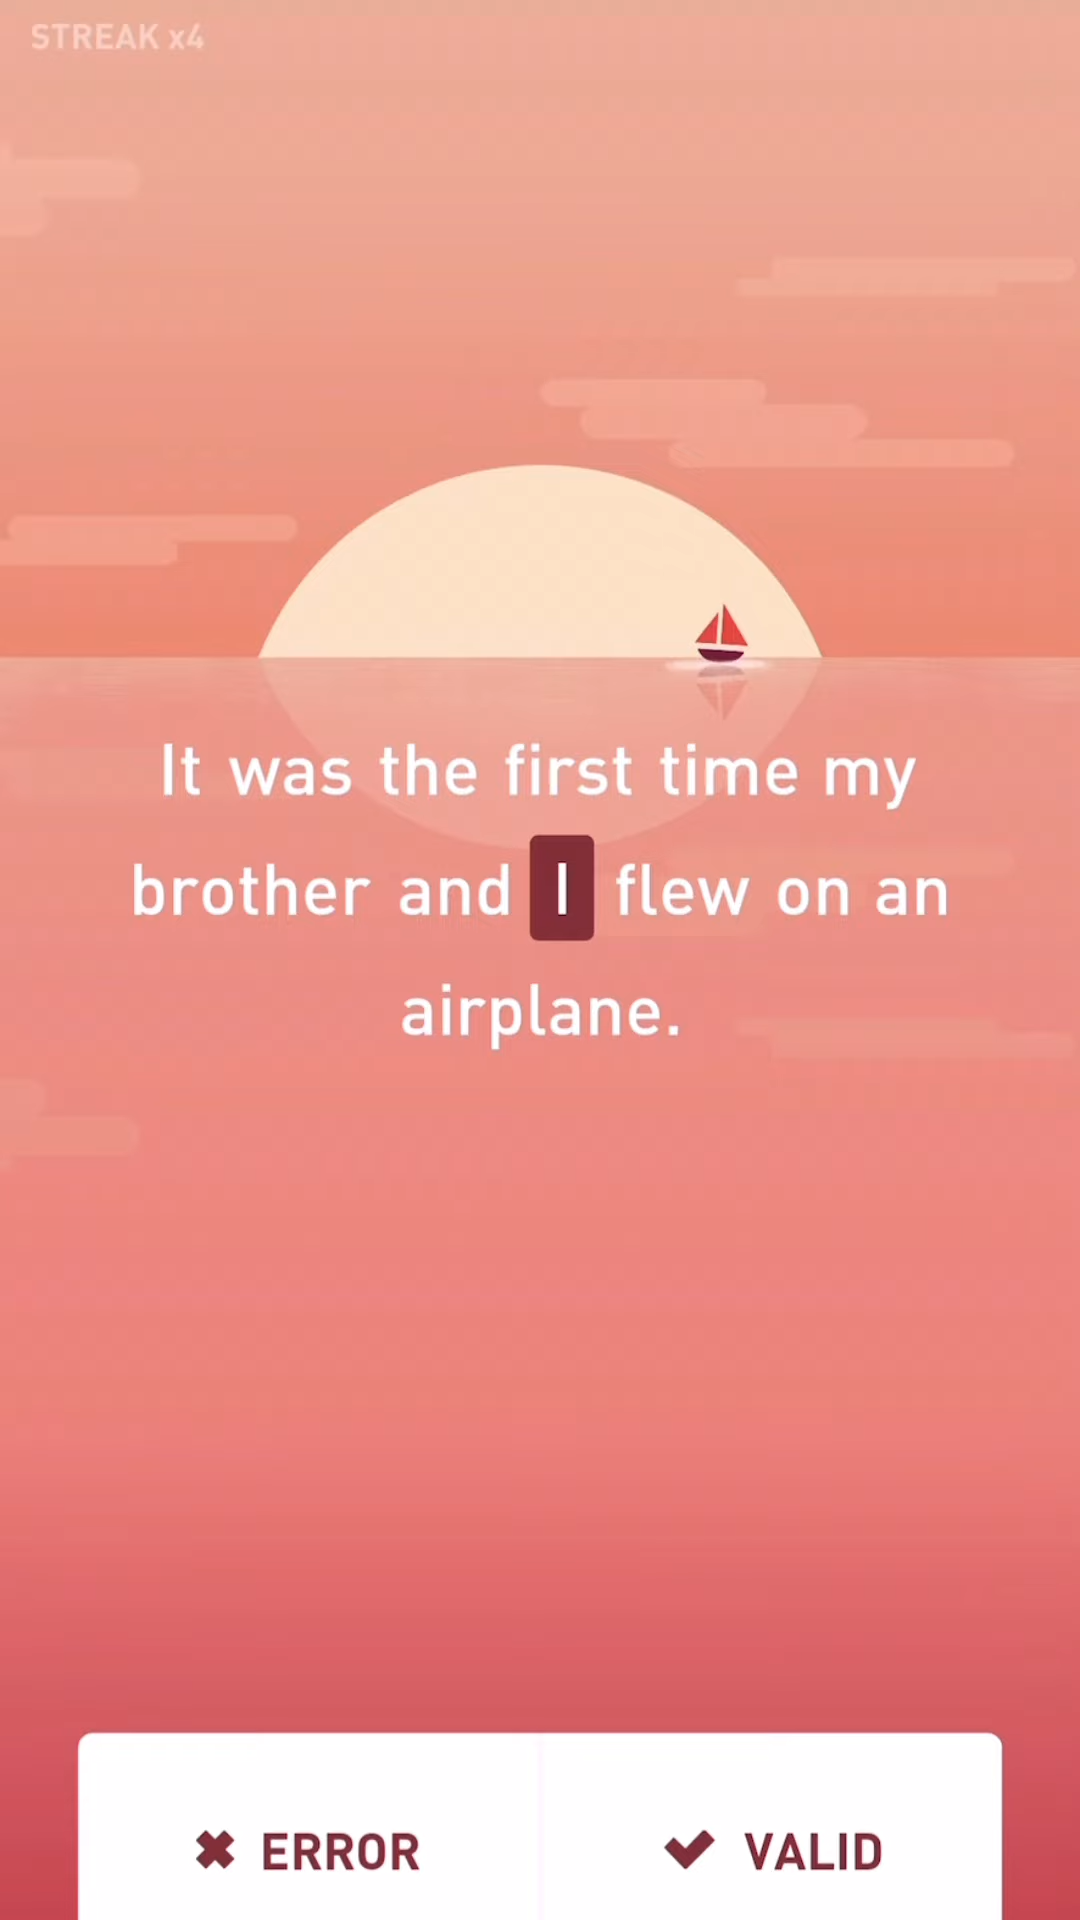 STREAK x4
It was the first time my
brother and I flew on an
airplane.
✖ ERROR
✔ VALID